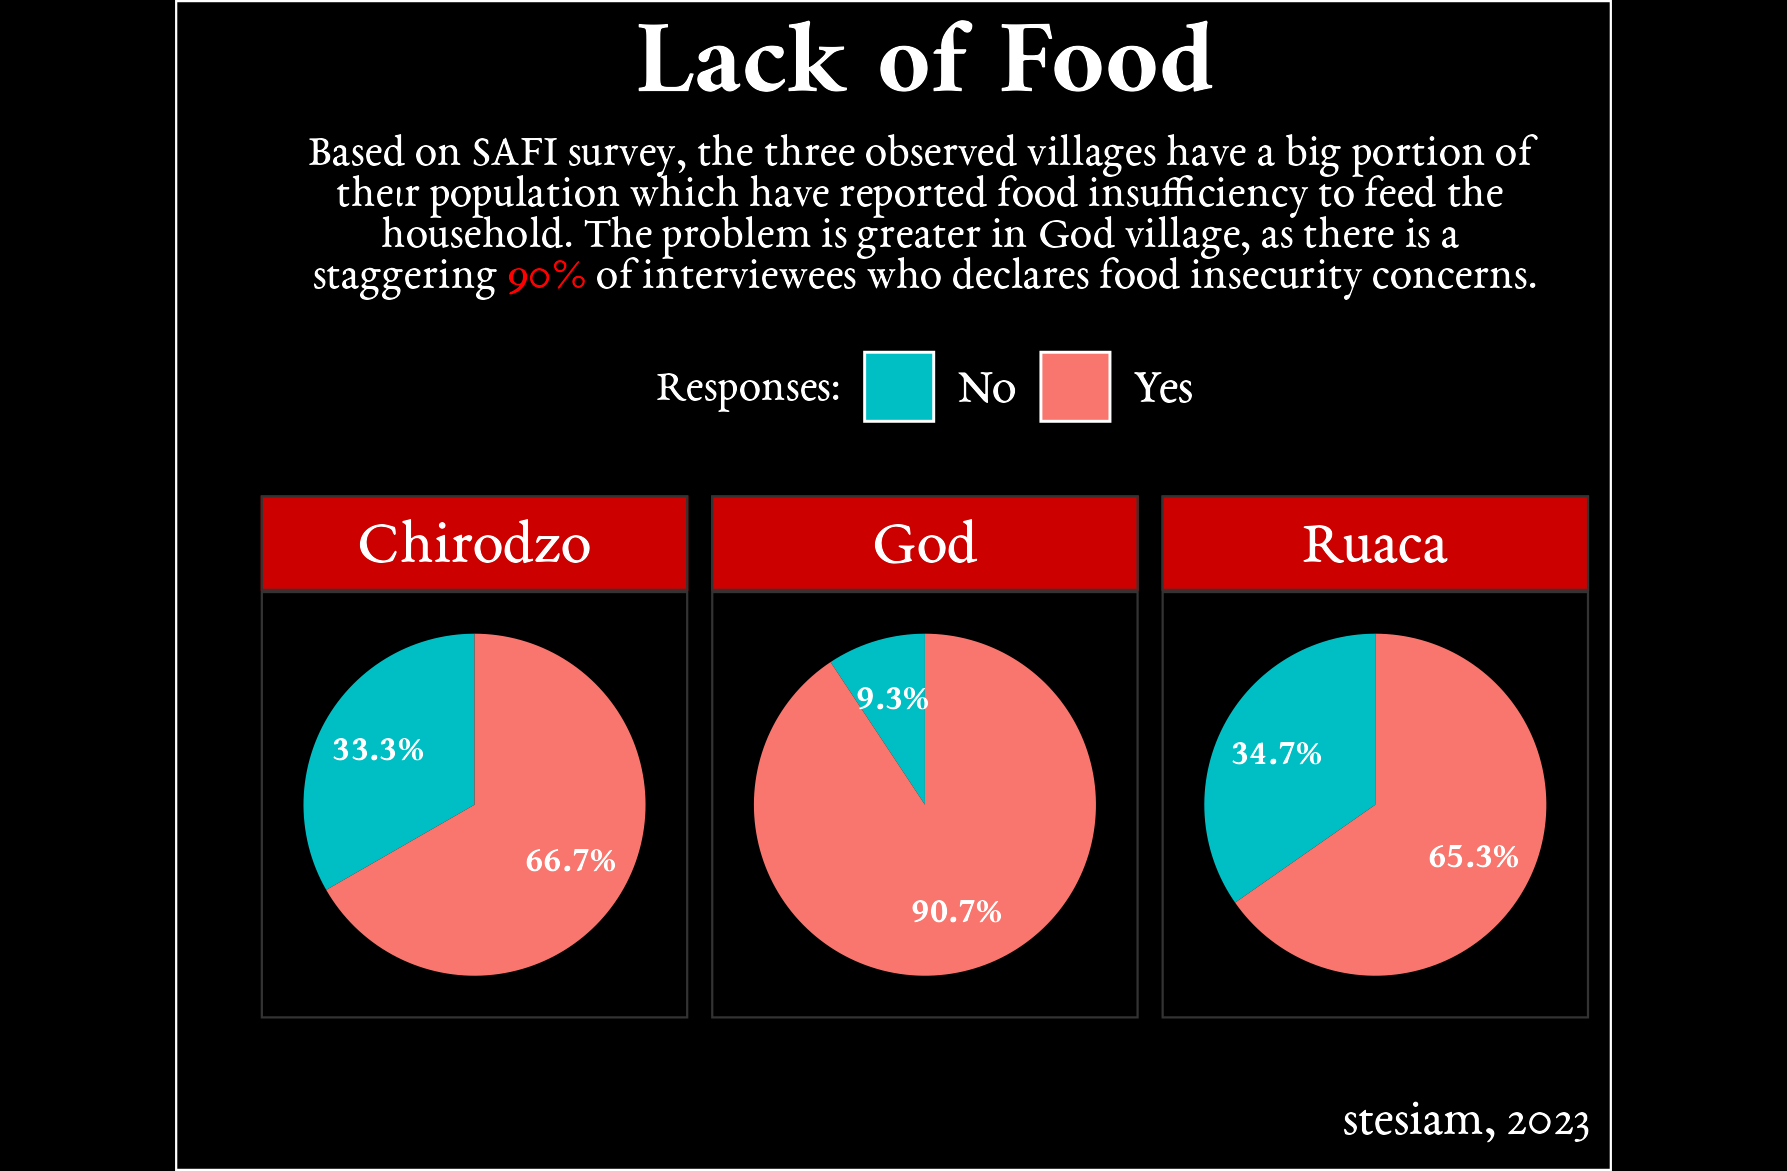 Lack of Food
Based on SAFI survey, the three observed villages have a big portion of
their population which have reported food insufficiency to feed the
household. The problem is greater in God village, as there is a
staggering 90% of interviewees who declares food insecurity concerns.
Responses: No Yes
Chirodzo God Ruaca
9.3%
33.3% 34.7%
66.7% 65.3%
90.7%
stesiam, 2023